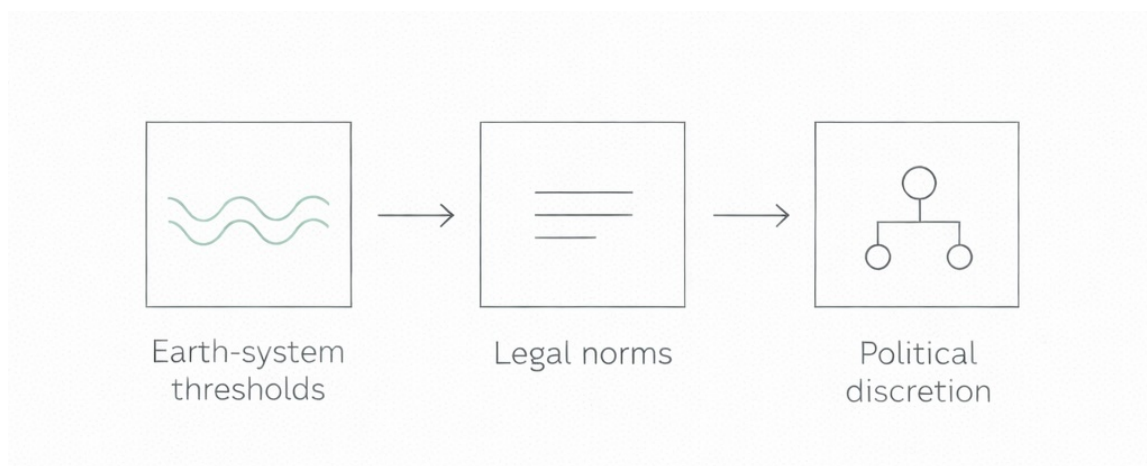 Earth-system
thresholds
Legal norms
Political
discretion